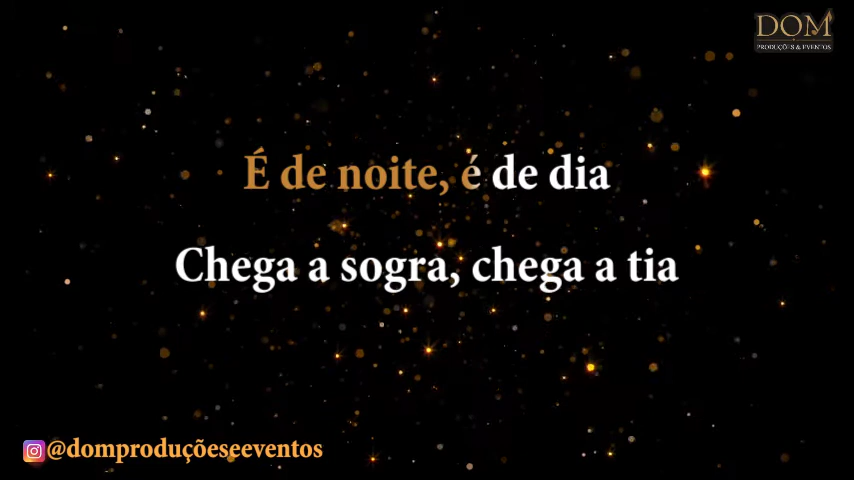 DOM
PRODUÇÕES & EVENTOS
É de noite, é de dia
Chega a sogra, chega a tia
@domproduçõeseeventos